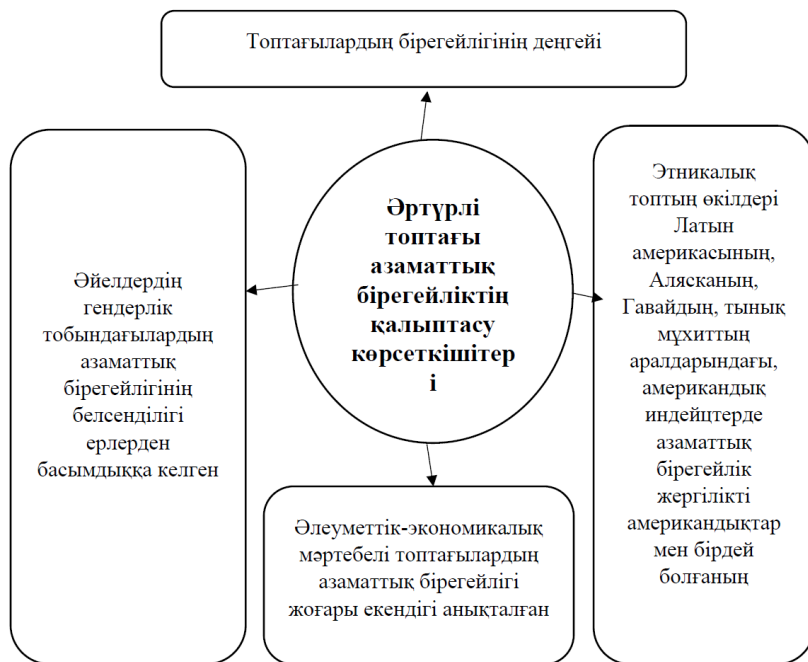 Топтағылардың бірегейлігінің деңгейі
Әйелдердің
гендерлік
тобындағылардың
азаматтық
бірегейлігінің
белсенділігі
ерлерден
басымдыққа келген
Әртүрлі
топтағы
азаматтық
бірегейліктің
қалыптасу
көрсеткішітер
і
Этникалық
топтың өкілдері
Латын
америкасының,
Алясканың,
Гавайдың, тынық
мұхиттың
аралдарындағы,
американдық
индейцтерде
азаматтық
бірегейлік
жергілікті
американдықтар
мен бірдей
болғаның
Әлеуметтік-экономикалық
мәртебелі топтағылардың
азаматтық бірегейлігі
жоғары екендігі анықталған